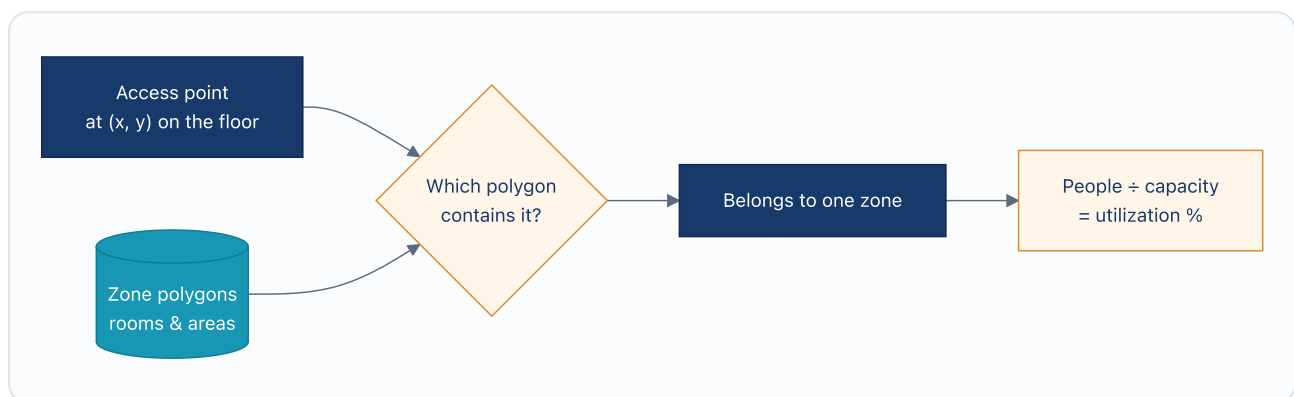 Access point
at (x, y) on the floor
Zone polygons
rooms & areas
Which polygon
contains it?
Belongs to one zone
People ÷ capacity
= utilization %